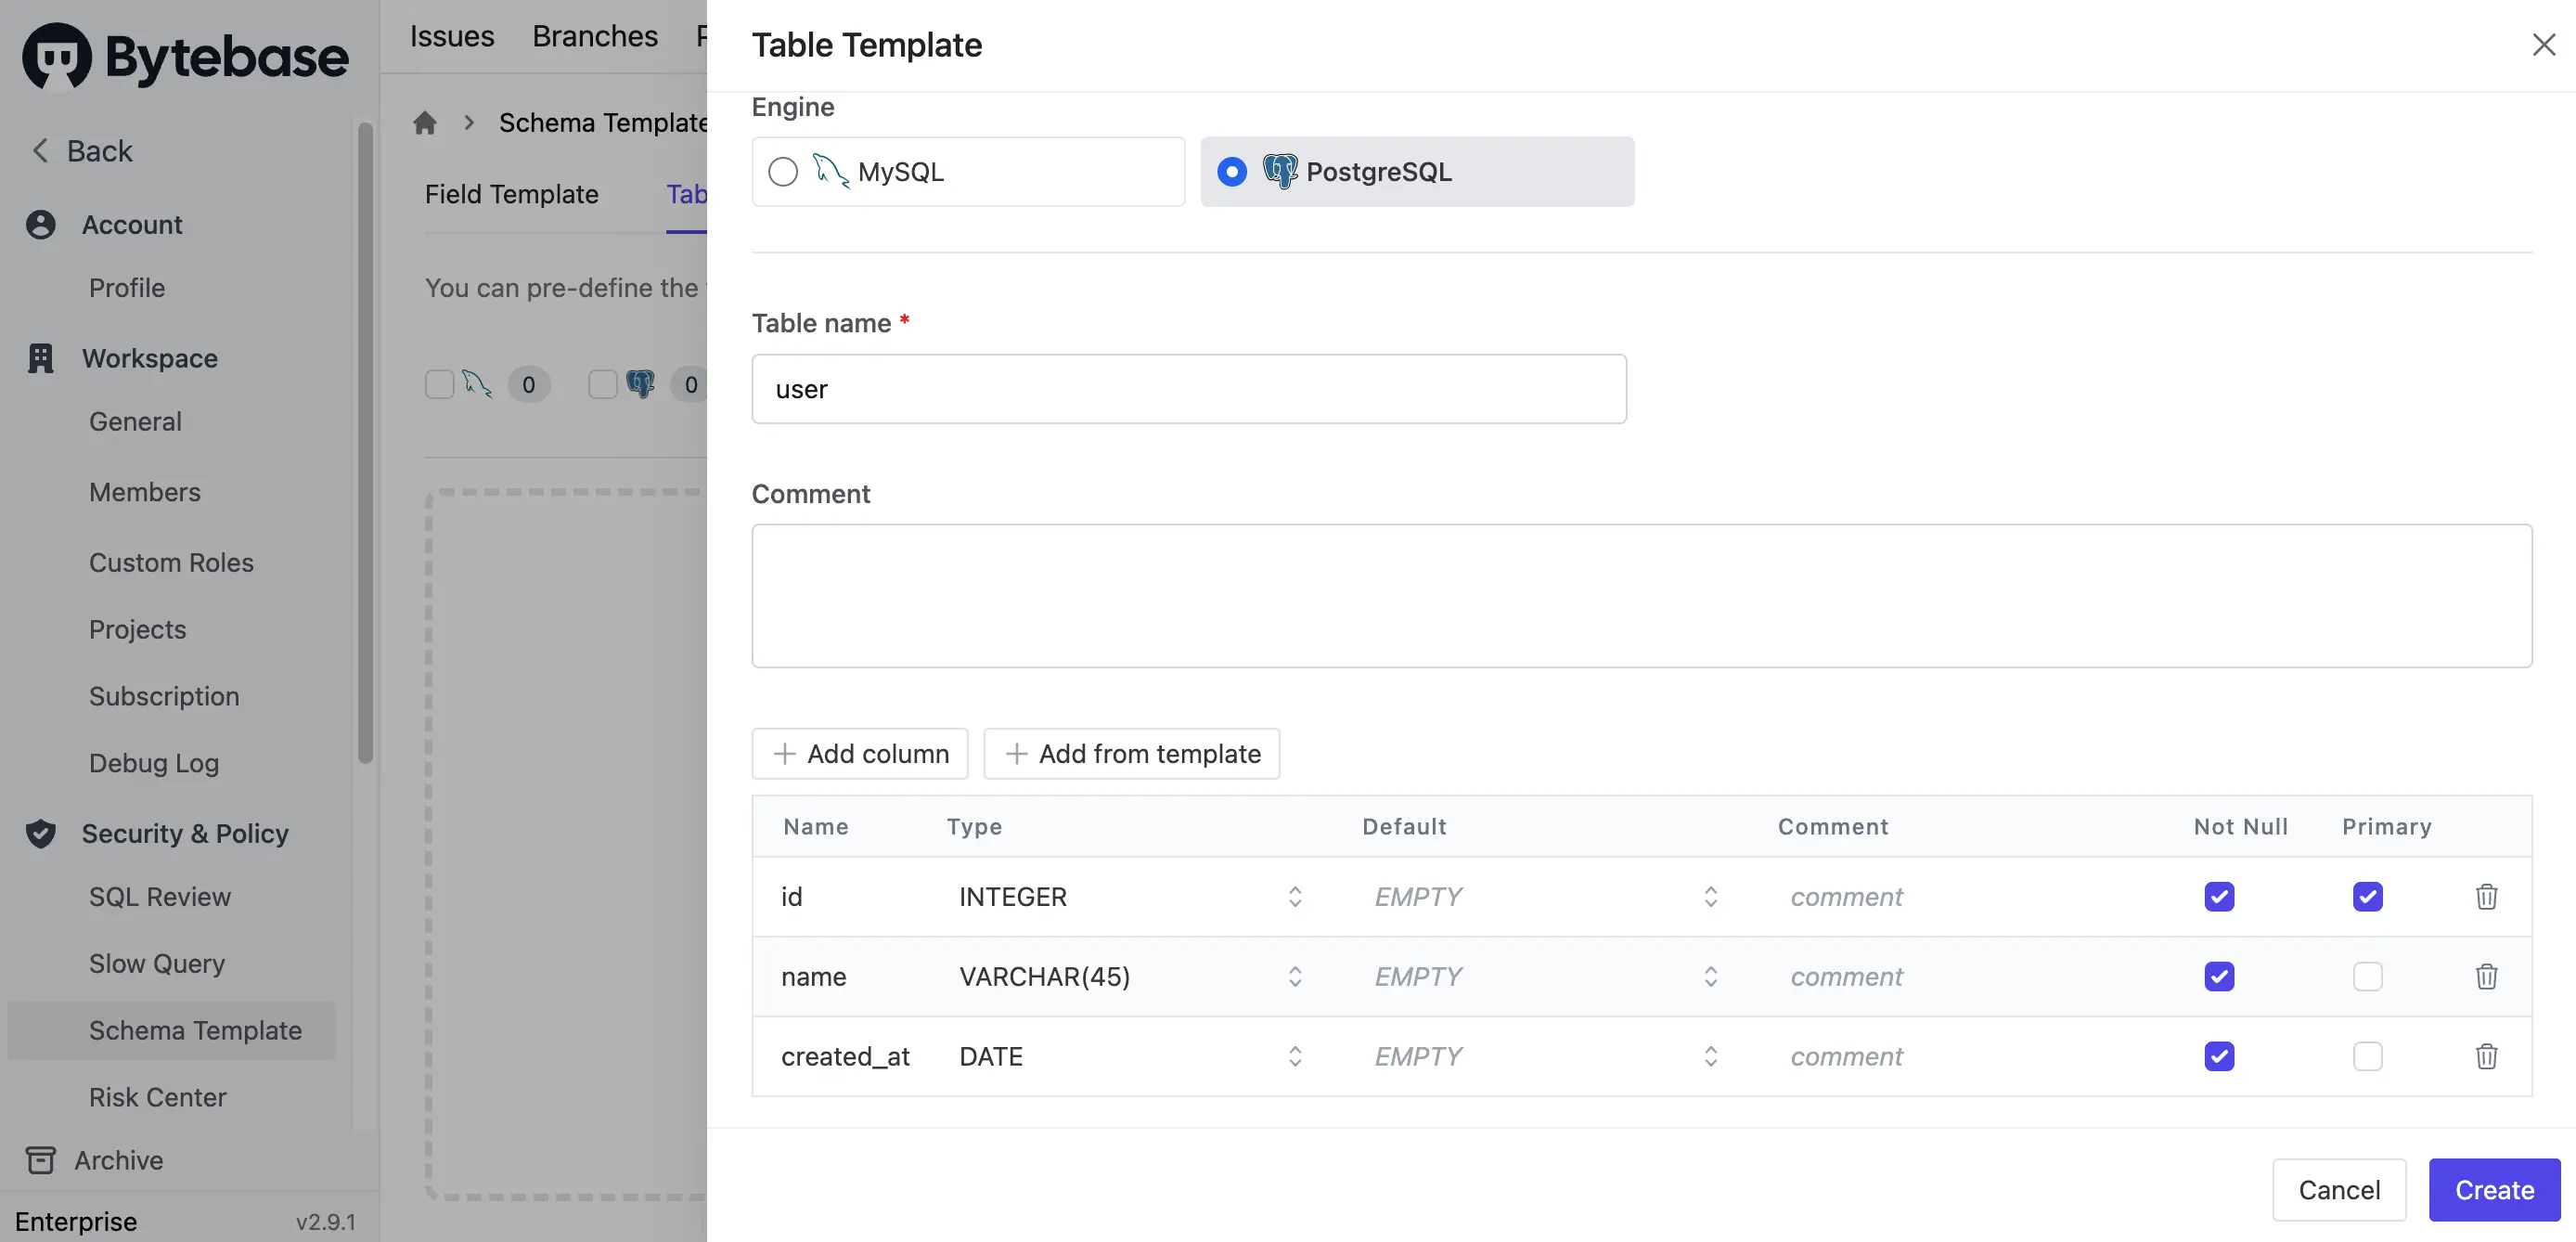 Bytebase
Back
Account
Profile
Workspace
General
Members
Custom Roles
Projects
Subscription
Debug Log
Security & Policy
SQL Review
Slow Query
Schema Template
Risk Center
Archive
Enterprise v2.9.1
Issues Branches
Schema Template
Field Template Tab
You can pre-define the
0 0
Table Template
Engine
MySQL PostgreSQL
Table name *
user
Comment
Add column Add from template
Name Type Default Comment Not Null Primary
id INTEGER EMPTY comment
name VARCHAR(45) EMPTY comment
created_at DATE EMPTY comment
Cancel Create